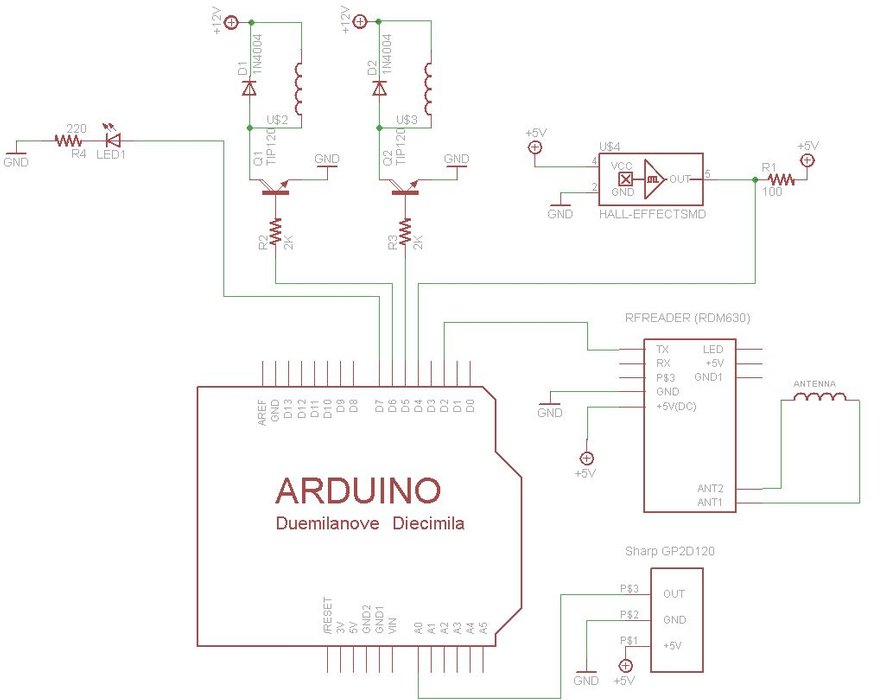 +12V
+12V
D1
1N4004
D2
1N4004
U$2
U$3
220
R4
LED1
GND
Q1
TIP120
GND
Q2
TIP120
GND
R2
2K
R3
2K
+5V
U$4
4
VCC
2
GND
OUT
5
HALL-EFFECTSMD
GND
R1
100
+5V
RFREADER (RDM630)
TX
RX
P$3
GND
+5V(DC)
LED
+5V
GND1
ANT2
ANT1
GND
+5V
ANTENNA
AREF
GND
D13
D12
D11
D10
D9
D8
D7
D6
D5
D4
D3
D2
D1
D0
ARDUINO
Duemilanove Diecimila
/RESET
3V
5V
GND2
GND1
VIN
A0
A1
A2
A3
A4
A5
Sharp GP2D120
P$3
OUT
P$2
GND
P$1
+5V
GND
+5V